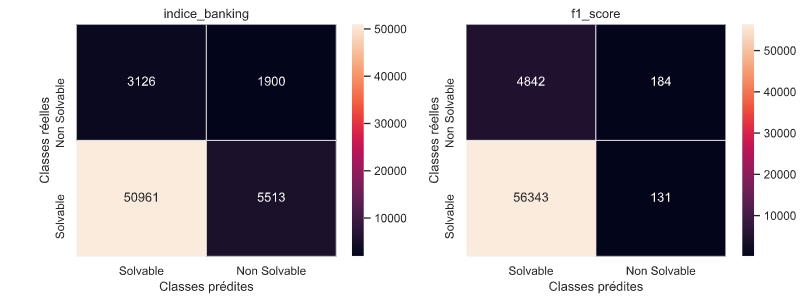 indice_banking
Classes réelles
Non Solvable
Solvable
3126
1900
50961
5513
50000
40000
30000
20000
10000
Solvable
Non Solvable
Classes prédites
f1_score
Classes réelles
Non Solvable
Solvable
4842
184
56343
131
50000
40000
30000
20000
10000
Solvable
Non Solvable
Classes prédites